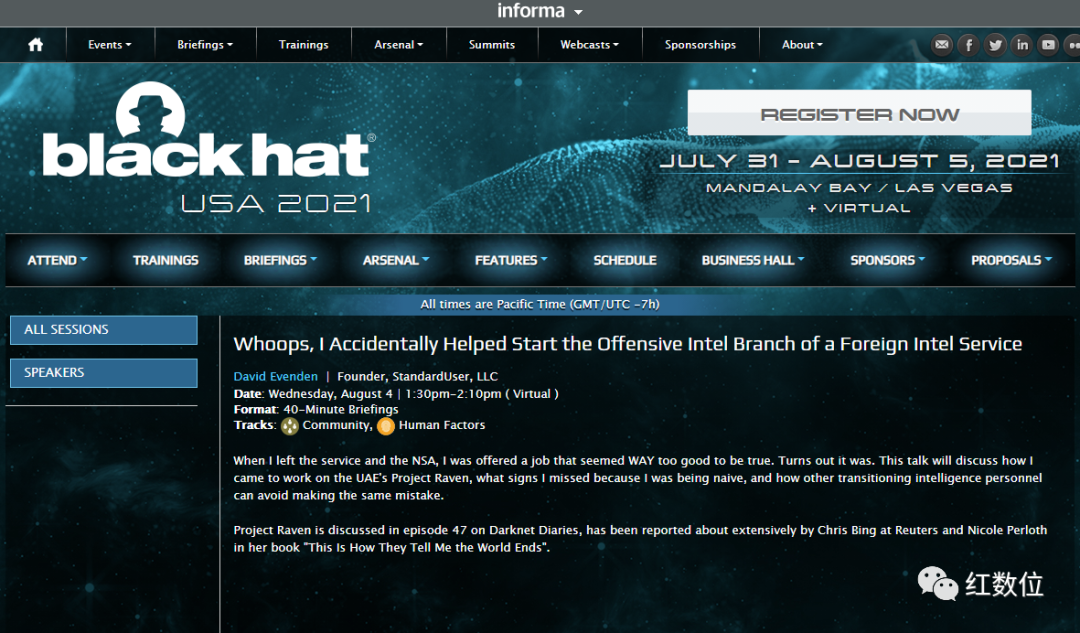 informa
Events Briefings Trainings Arsenal Summits Webcasts Sponsorships About
black hat®
USA 2021
REGISTER NOW
JULY 31 - AUGUST 5, 2021
MANDALAY BAY / LAS VEGAS
+ VIRTUAL
ATTEND TRAININGS BRIEFINGS ARSENAL FEATURES SCHEDULE BUSINESS HALL SPONSORS PROPOSALS
All times are Pacific Time (GMT/UTC -7h)
ALL SESSIONS
SPEAKERS
Whoops, I Accidentally Helped Start the Offensive Intel Branch of a Foreign Intel Service
David Evenden | Founder, StandardUser, LLC
Date: Wednesday, August 4 | 1:30pm-2:10pm ( Virtual )
Format: 40-Minute Briefings
Tracks: Community, Human Factors
When I left the service and the NSA, I was offered a job that seemed WAY too good to be true. Turns out it was. This talk will discuss how I
came to work on the UAE's Project Raven, what signs I missed because I was being naive, and how other transitioning intelligence personnel
can avoid making the same mistake.
Project Raven is discussed in episode 47 on Darknet Diaries, has been reported about extensively by Chris Bing at Reuters and Nicole Perloth
in her book "This Is How They Tell Me the World Ends".
红数位